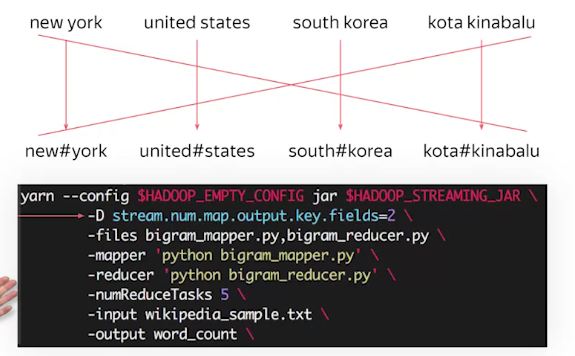 new york united states south korea kota kinabalu
new#york united#states south#korea kota#kinabalu
yarn --config $HADOOP_EMPTY_CONFIG jar $HADOOP_STREAMING_JAR \
-D stream.num.map.output.key.fields=2 \
-files bigram_mapper.py,bigram_reducer.py \
-mapper 'python bigram_mapper.py' \
-reducer 'python bigram_reducer.py' \
-numReduceTasks 5 \
-input wikipedia_sample.txt \
-output word_count \